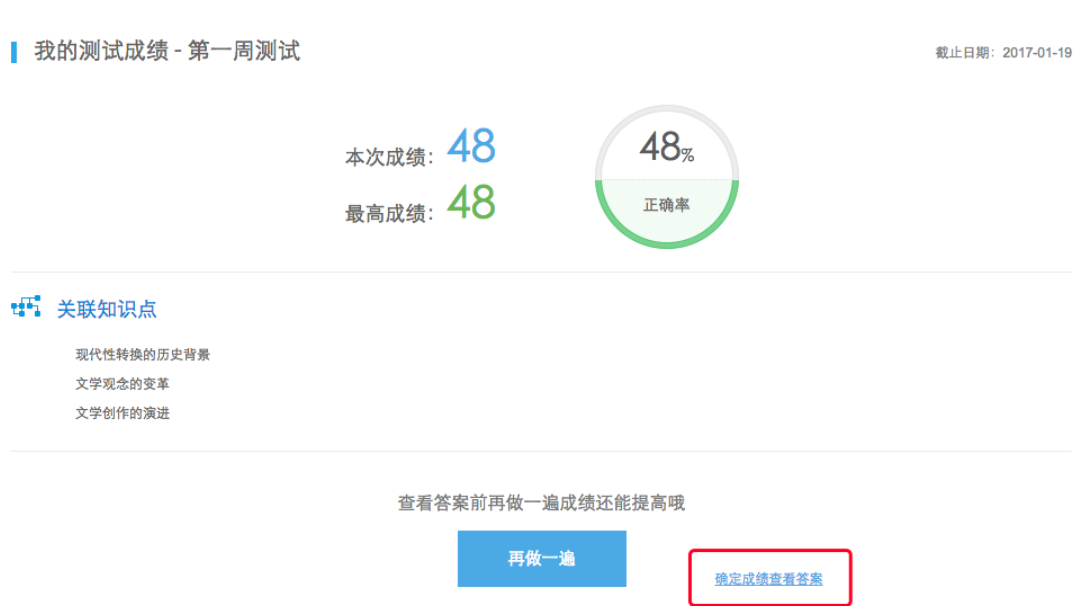 我的测试成绩 - 第一周测试
截止日期：2017-01-19
本次成绩：48
最高成绩：48
48%
正确率
关联知识点
现代性转换的历史背景
文学观念的变革
文学创作的演进
查看答案前再做一遍成绩还能提高哦
再做一遍
确定成绩查看答案